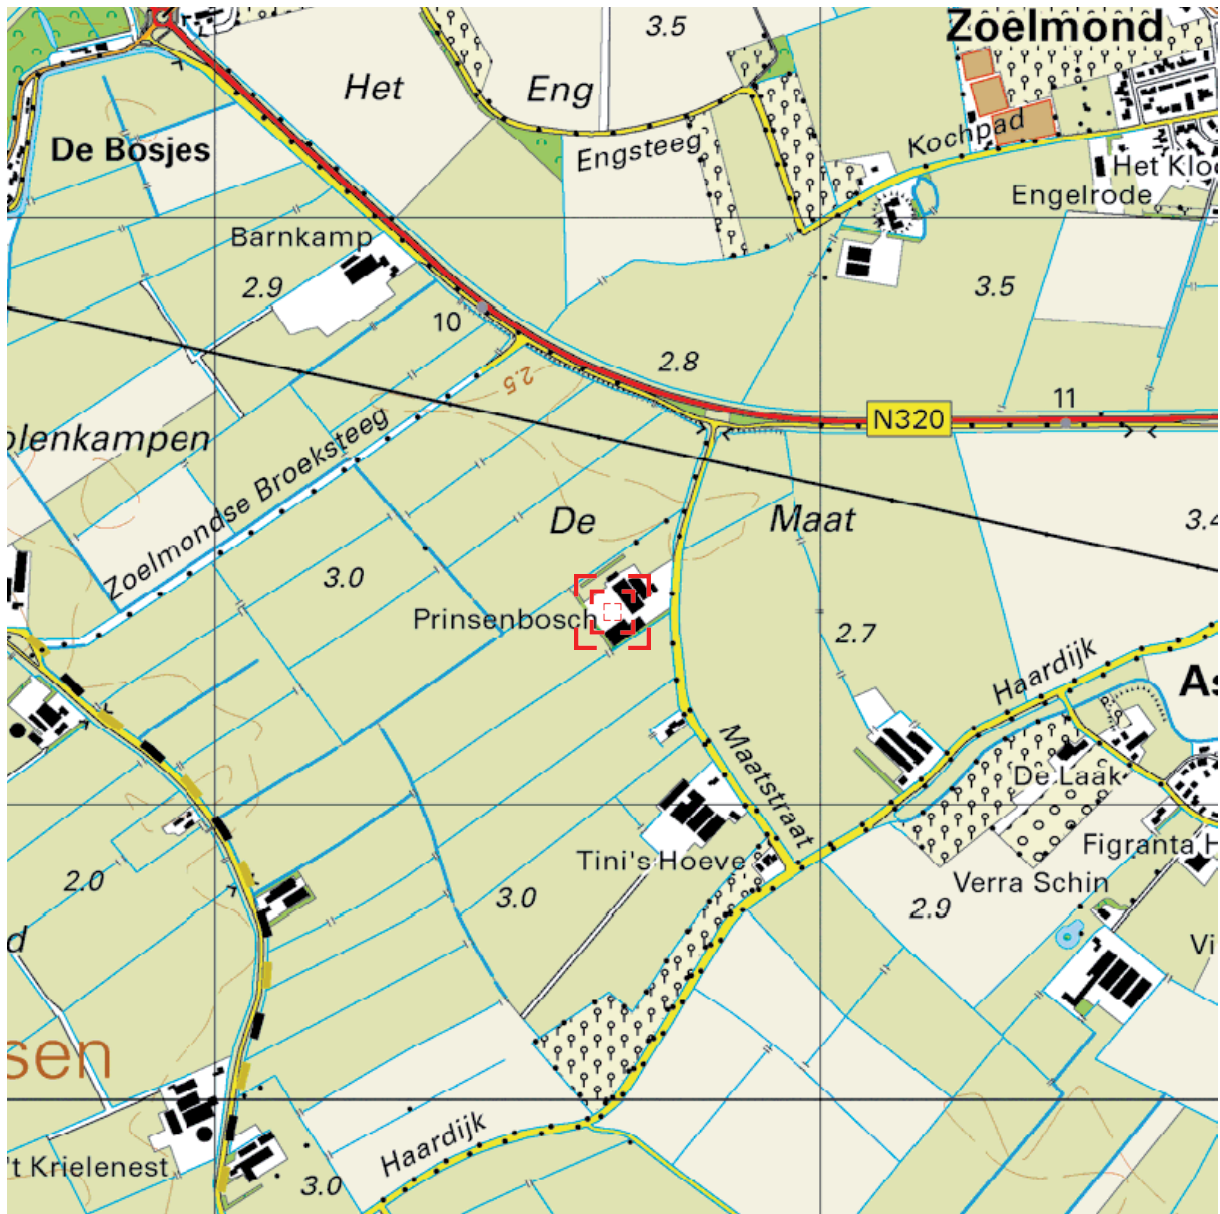 Zoelmond
3.5
Het Eng
Kochpad
De Bosjes
Engsteeg
Het Kloo
Engelrode
Barnkamp
2.9
3.5
10
2.8
2.5
11
N320
olenkampen
Zoelmondse Broeksteeg
De Maat
3.4
3.0
Prinsenbosch
2.7
Haardijk
As
Maatstraat
De Laak
Figranta H
Tini's Hoeve
2.0
3.0
Verra Schin
2.9
d
Vi
sen
Haardijk
't Krielenest
3.0